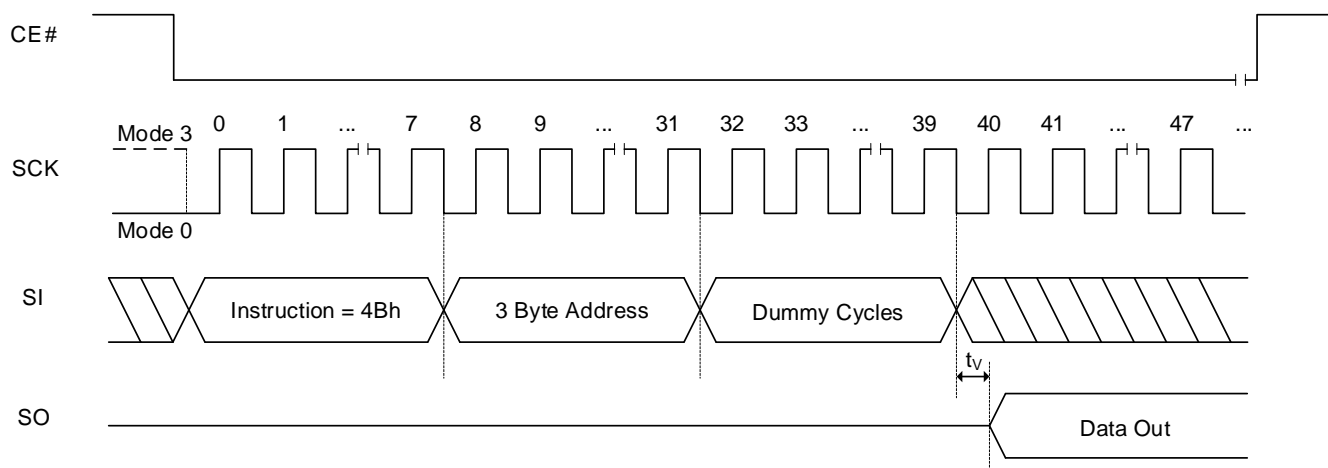 CE#
Mode 3 0 1 ... 7 8 9 ... 31 32 33 ... 39 40 41 ... 47 ...
SCK
Mode 0
SI Instruction = 4Bh 3 Byte Address Dummy Cycles
tV
SO Data Out